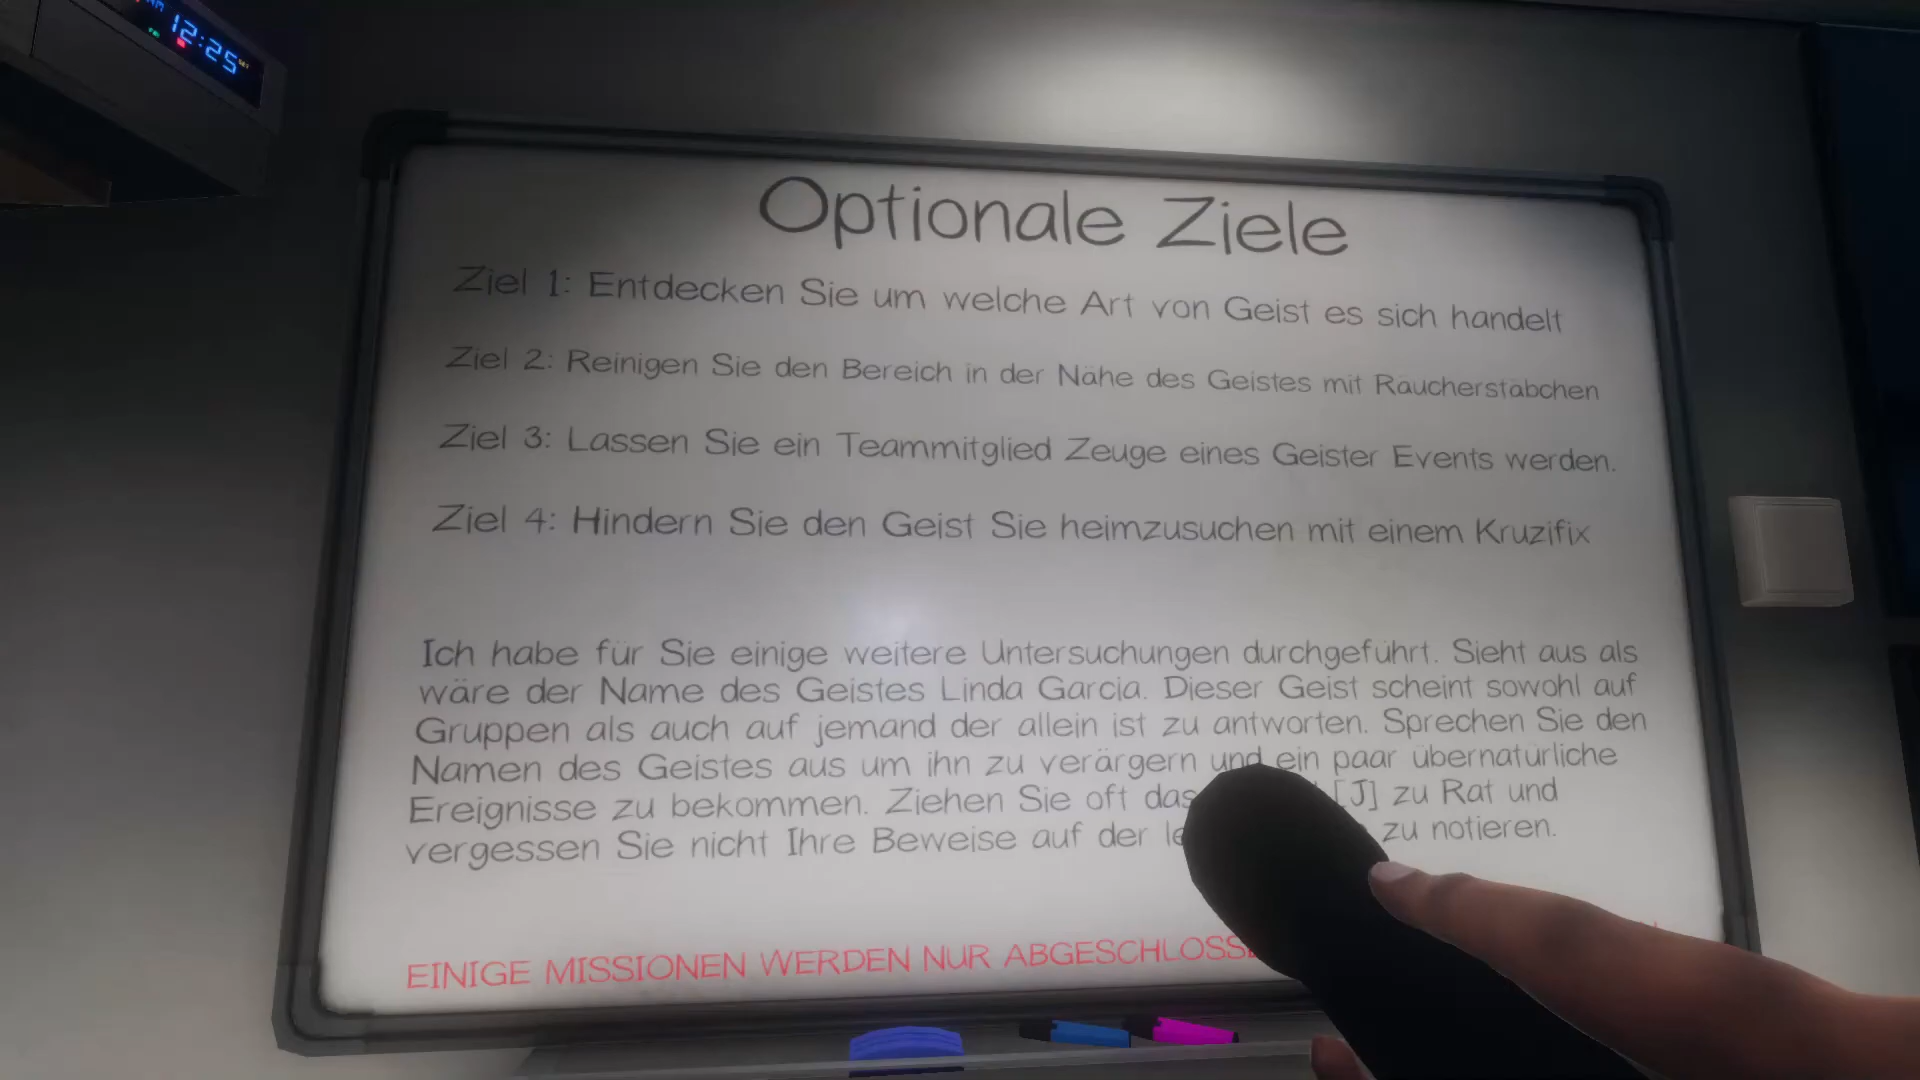 12:25
Optionale Ziele
Ziel 1: Entdecken Sie um welche Art von Geist es sich handelt
Ziel 2: Reinigen Sie den Bereich in der Nähe des Geistes mit Räucherstäbchen
Ziel 3: Lassen Sie ein Teammitglied Zeuge eines Geister Events werden.
Ziel 4: Hindern Sie den Geist Sie heimzusuchen mit einem Kruzifix
Ich habe für Sie einige weitere Untersuchungen durchgeführt. Sieht aus als
wäre der Name des Geistes Linda Garcia. Dieser Geist scheint sowohl auf
Gruppen als auch auf jemand der allein ist zu antworten. Sprechen Sie den
Namen des Geistes aus um ihn zu verärgern und ein paar übernatürliche
Ereignisse zu bekommen. Ziehen Sie oft das [J] zu Rat und
vergessen Sie nicht Ihre Beweise auf der zu notieren.
EINIGE MISSIONEN WERDEN NUR